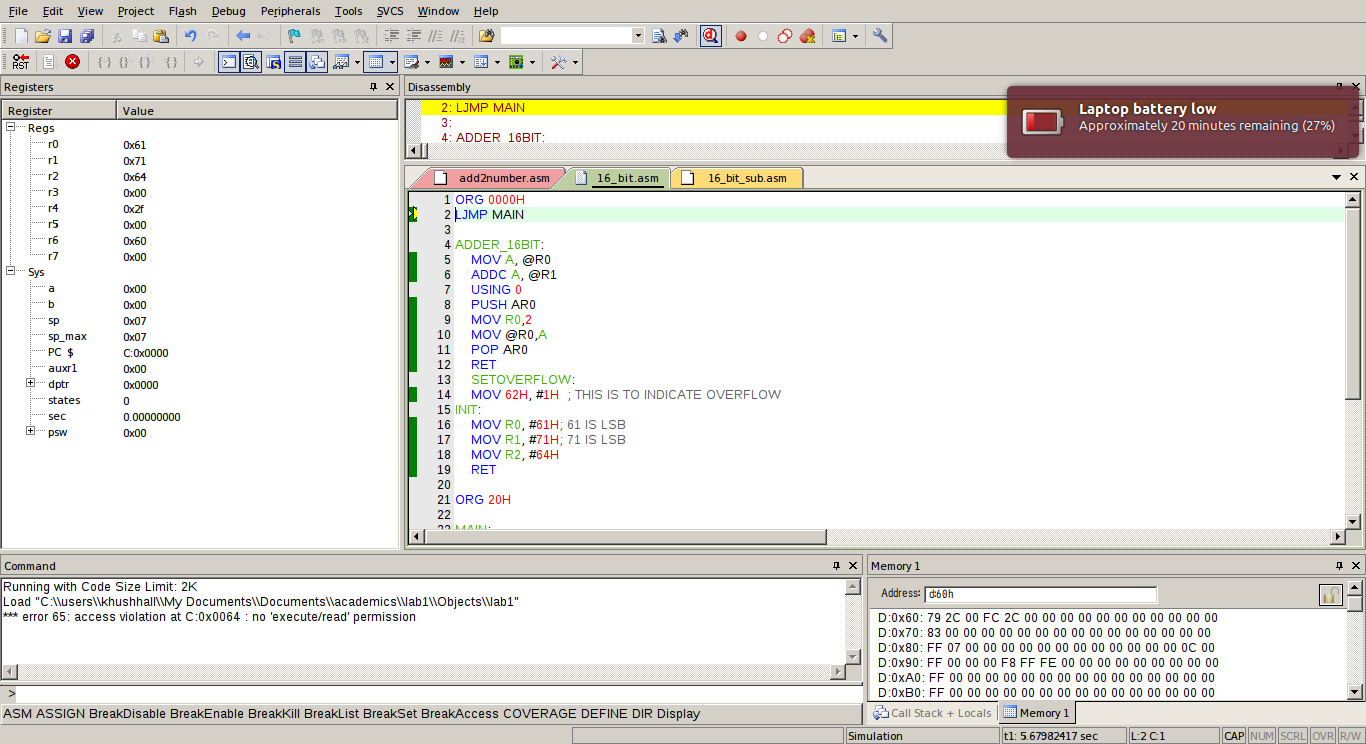 File Edit View Project Flash Debug Peripherals Tools SVCS Window Help
RST
Registers
Register Value
Regs
r0 0x61
r1 0x71
r2 0x64
r3 0x00
r4 0x2f
r5 0x00
r6 0x60
r7 0x00
Sys
a 0x00
b 0x00
sp 0x07
sp_max 0x07
PC $ C:0x0000
auxr1 0x00
dptr 0x0000
states 0
sec 0.00000000
psw 0x00
Disassembly
2: LJMP MAIN
3:
4: ADDER_16BIT:
Laptop battery low
Approximately 20 minutes remaining (27%)
add2number.asm 16_bit.asm 16_bit_sub.asm
1 ORG 0000H
2 LJMP MAIN
3
4 ADDER_16BIT:
5 MOV A, @R0
6 ADDC A, @R1
7 USING 0
8 PUSH AR0
9 MOV R0,2
10 MOV @R0,A
11 POP AR0
12 RET
13 SETOVERFLOW:
14 MOV 62H, #1H ; THIS IS TO INDICATE OVERFLOW
15 INIT:
16 MOV R0, #61H; 61 IS LSB
17 MOV R1, #71H; 71 IS LSB
18 MOV R2, #64H
19 RET
20
21 ORG 20H
22
23 MAIN:
Command
Running with Code Size Limit: 2K
Load "C:\\users\\khushhall\\My Documents\\Documents\\academics\\lab1\\Objects\\lab1"
*** error 65: access violation at C:0x0064 : no 'execute/read' permission
>
ASM ASSIGN BreakDisable BreakEnable BreakKill BreakList BreakSet BreakAccess COVERAGE DEFINE DIR Display
Memory 1
Address: d:60h
D:0x60: 79 2C 00 FC 2C 00 00 00 00 00 00 00 00 00 00 00
D:0x70: 83 00 00 00 00 00 00 00 00 00 00 00 00 00 00 00
D:0x80: FF 07 00 00 00 00 00 00 00 00 00 00 00 00 0C 00
D:0x90: FF 00 00 00 F8 FF FE 00 00 00 00 00 00 00 00 00
D:0xA0: FF 00 00 00 00 00 00 00 00 00 00 00 00 00 00 00
D:0xB0: FF 00 00 00 00 00 00 00 00 00 00 00 00 00 00 00
Call Stack + Locals Memory 1
Simulation t1: 5.67982417 sec L:2 C:1 CAP NUM SCRL OVR R/W